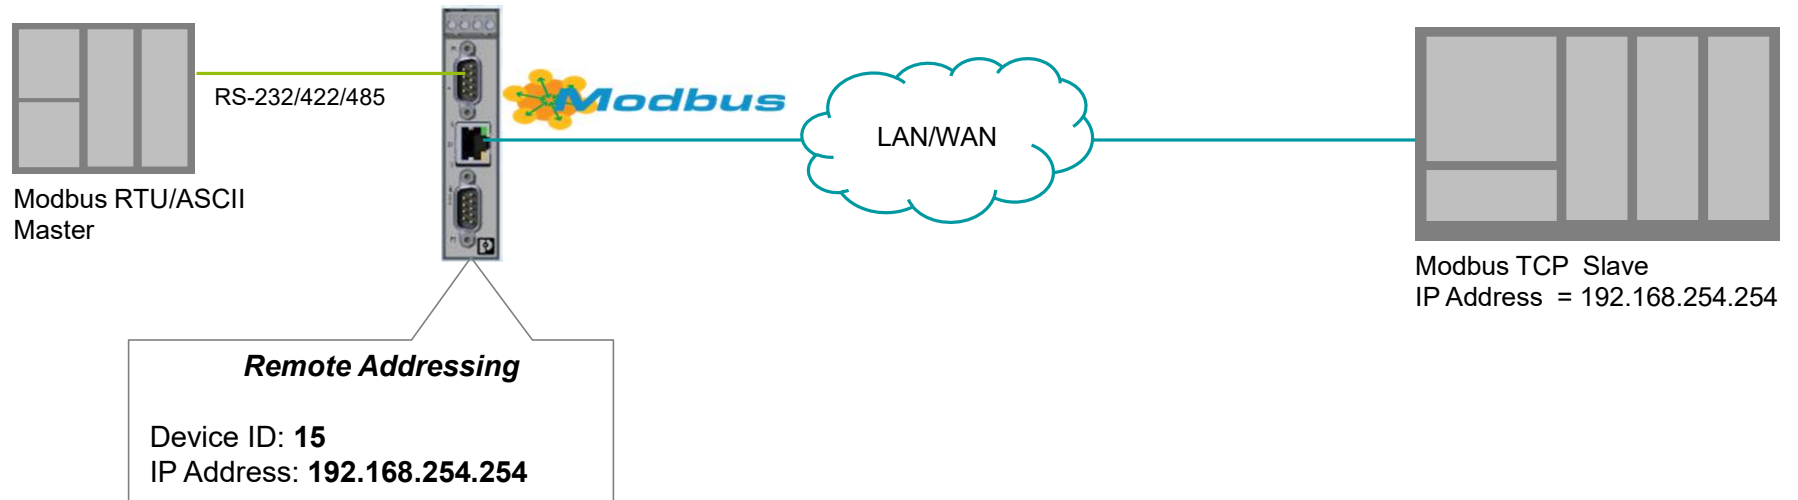 RS-232/422/485
Modbus
LAN/WAN
Modbus RTU/ASCII
Master
Modbus TCP Slave
IP Address = 192.168.254.254
Remote Addressing
Device ID: 15
IP Address: 192.168.254.254